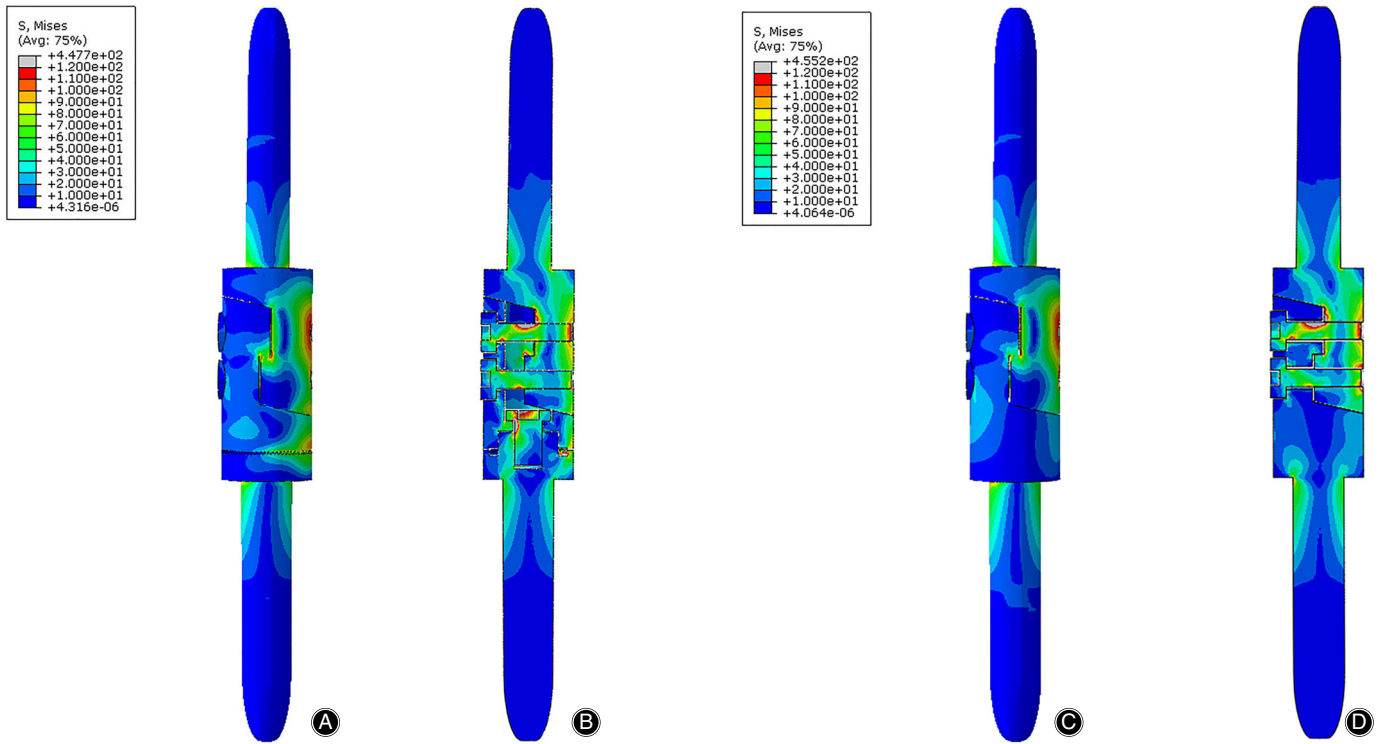 S, Mises
(Avg: 75%)
+4.477e+02
+1.200e+02
+1.100e+02
+1.000e+02
+9.000e+01
+8.000e+01
+7.000e+01
+6.000e+01
+5.000e+01
+4.000e+01
+3.000e+01
+2.000e+01
+1.000e+01
+4.316e-06
S, Mises
(Avg: 75%)
+4.552e+02
+1.200e+02
+1.100e+02
+1.000e+02
+9.000e+01
+8.000e+01
+7.000e+01
+6.000e+01
+5.000e+01
+4.000e+01
+3.000e+01
+2.000e+01
+1.000e+01
+4.064e-06
A
B
C
D